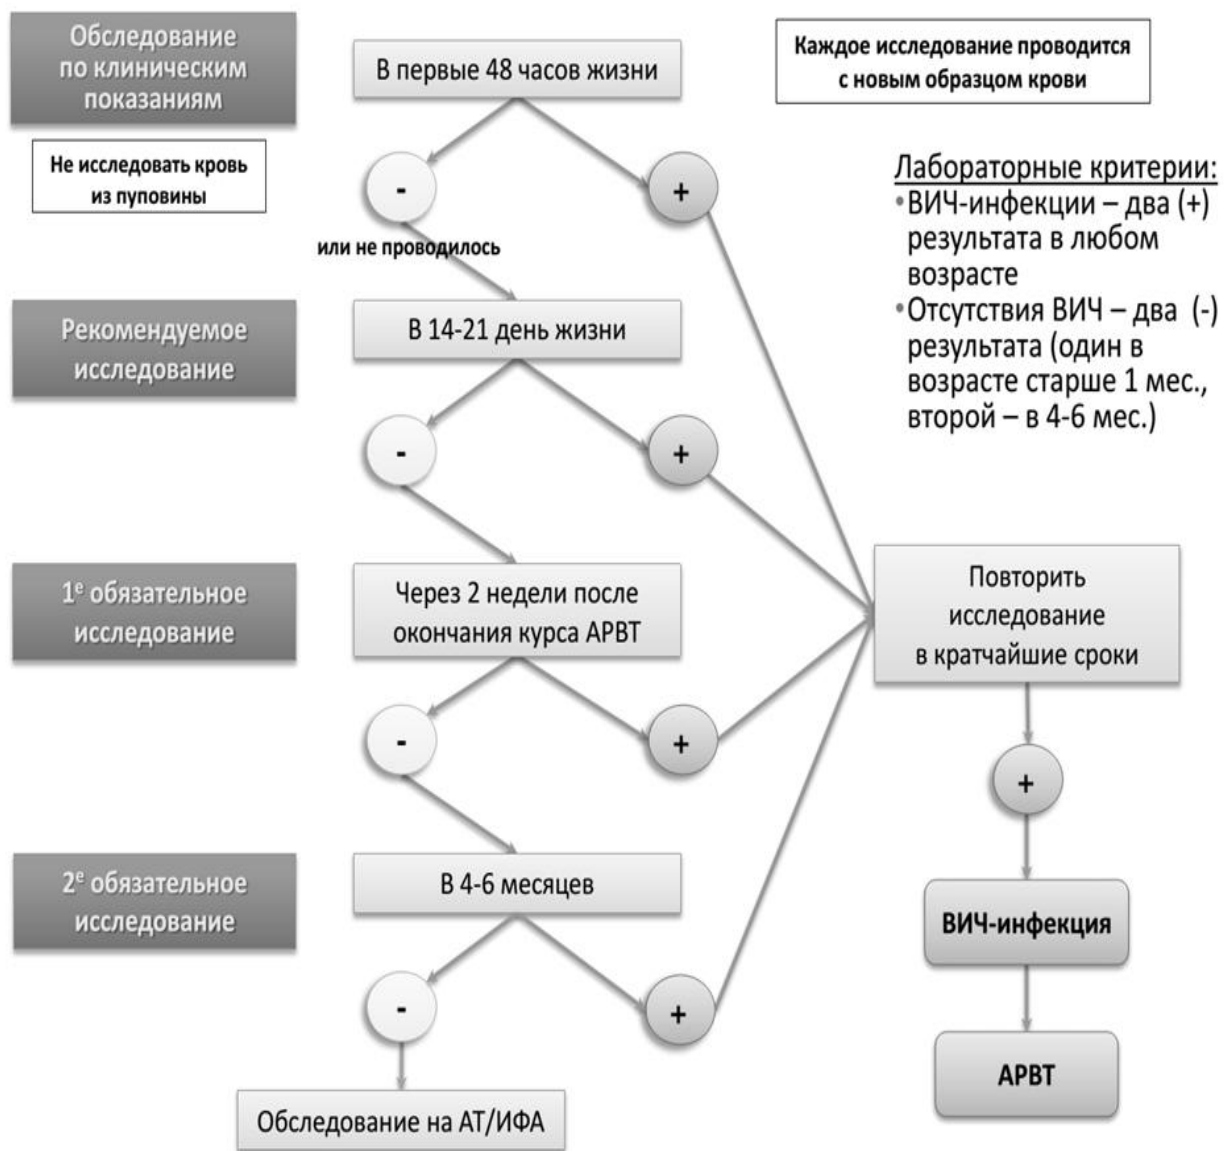 Обследование
по клиническим
показаниям
В первые 48 часов жизни
Каждое исследование проводится
с новым образцом крови
Не исследовать кровь
из пуповины
-
+
или не проводилось
Лабораторные критерии:
•ВИЧ-инфекции – два (+)
результата в любом
возрасте
•Отсутствия ВИЧ – два (-)
результата (один в
возрасте старше 1 мес.,
второй – в 4-6 мес.)
Рекомендуемое
исследование
В 14-21 день жизни
-
+
1е обязательное
исследование
Через 2 недели после
окончания курса АРВТ
Повторить
исследование
в кратчайшие сроки
-
+
+
2е обязательное
исследование
В 4-6 месяцев
ВИЧ-инфекция
-
+
АРВТ
Обследование на АТ/ИФА